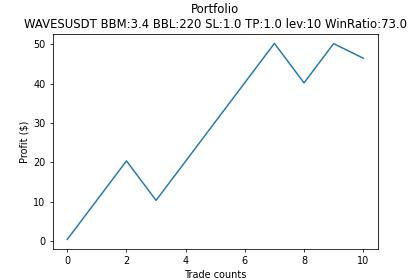 Portfolio
WAVESUSDT BBM:3.4 BBL:220 SL:1.0 TP:1.0 lev:10 WinRatio:73.0
50
40
30
20
10
0
Profit ($)
0 2 4 6 8 10
Trade counts